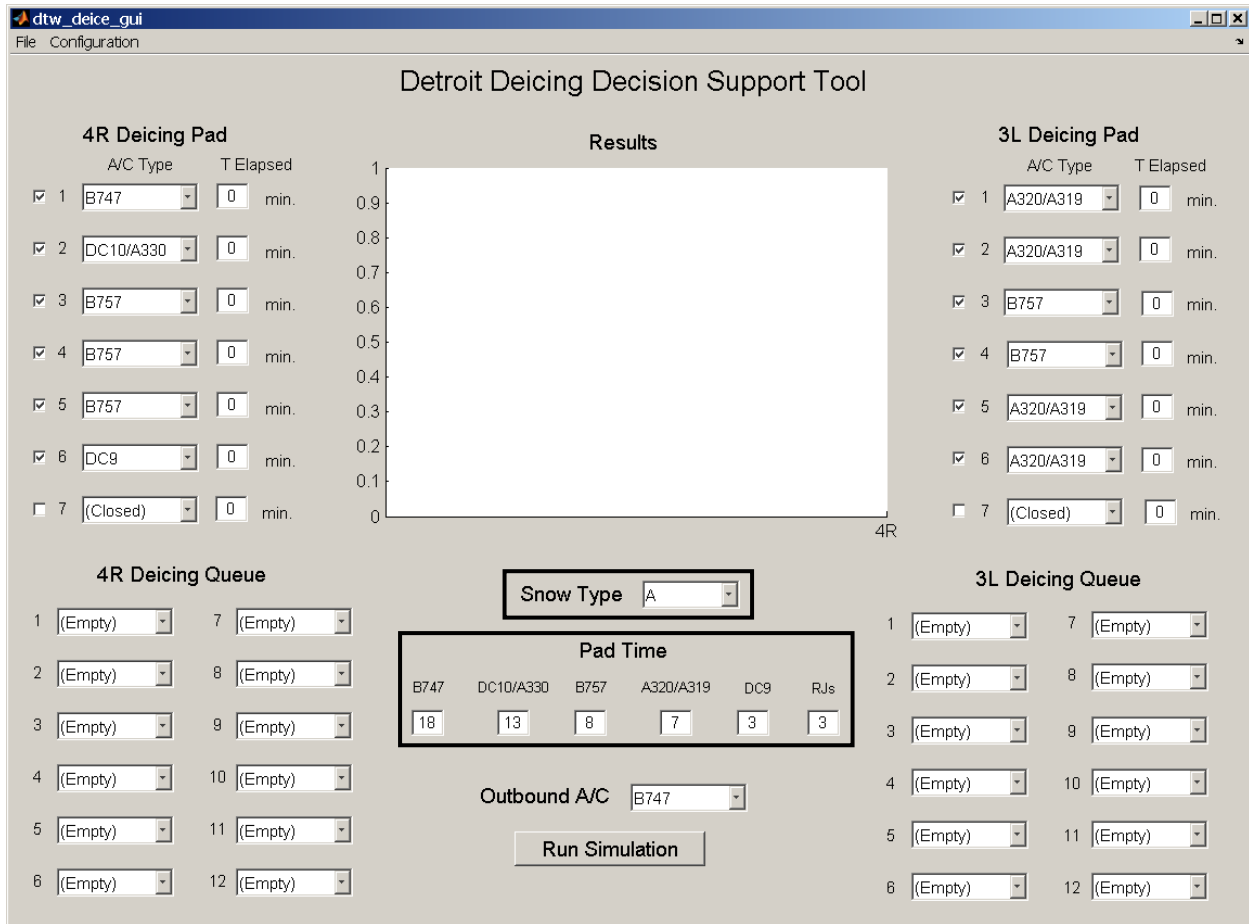 dtw_deice_gui
File Configuration
Detroit Deicing Decision Support Tool
4R Deicing Pad
A/C Type T Elapsed
1 B747 0 min.
2 DC10/A330 0 min.
3 B757 0 min.
4 B757 0 min.
5 B757 0 min.
6 DC9 0 min.
7 (Closed) 0 min.
Results
1
0.9
0.8
0.7
0.6
0.5
0.4
0.3
0.2
0.1
0
4R
3L Deicing Pad
A/C Type T Elapsed
1 A320/A319 0 min.
2 A320/A319 0 min.
3 B757 0 min.
4 B757 0 min.
5 A320/A319 0 min.
6 A320/A319 0 min.
7 (Closed) 0 min.
4R Deicing Queue
1 (Empty) 7 (Empty)
2 (Empty) 8 (Empty)
3 (Empty) 9 (Empty)
4 (Empty) 10 (Empty)
5 (Empty) 11 (Empty)
6 (Empty) 12 (Empty)
Snow Type A
Pad Time
B747 DC10/A330 B757 A320/A319 DC9 RJs
18 13 8 7 3 3
Outbound A/C B747
Run Simulation
3L Deicing Queue
1 (Empty) 7 (Empty)
2 (Empty) 8 (Empty)
3 (Empty) 9 (Empty)
4 (Empty) 10 (Empty)
5 (Empty) 11 (Empty)
6 (Empty) 12 (Empty)